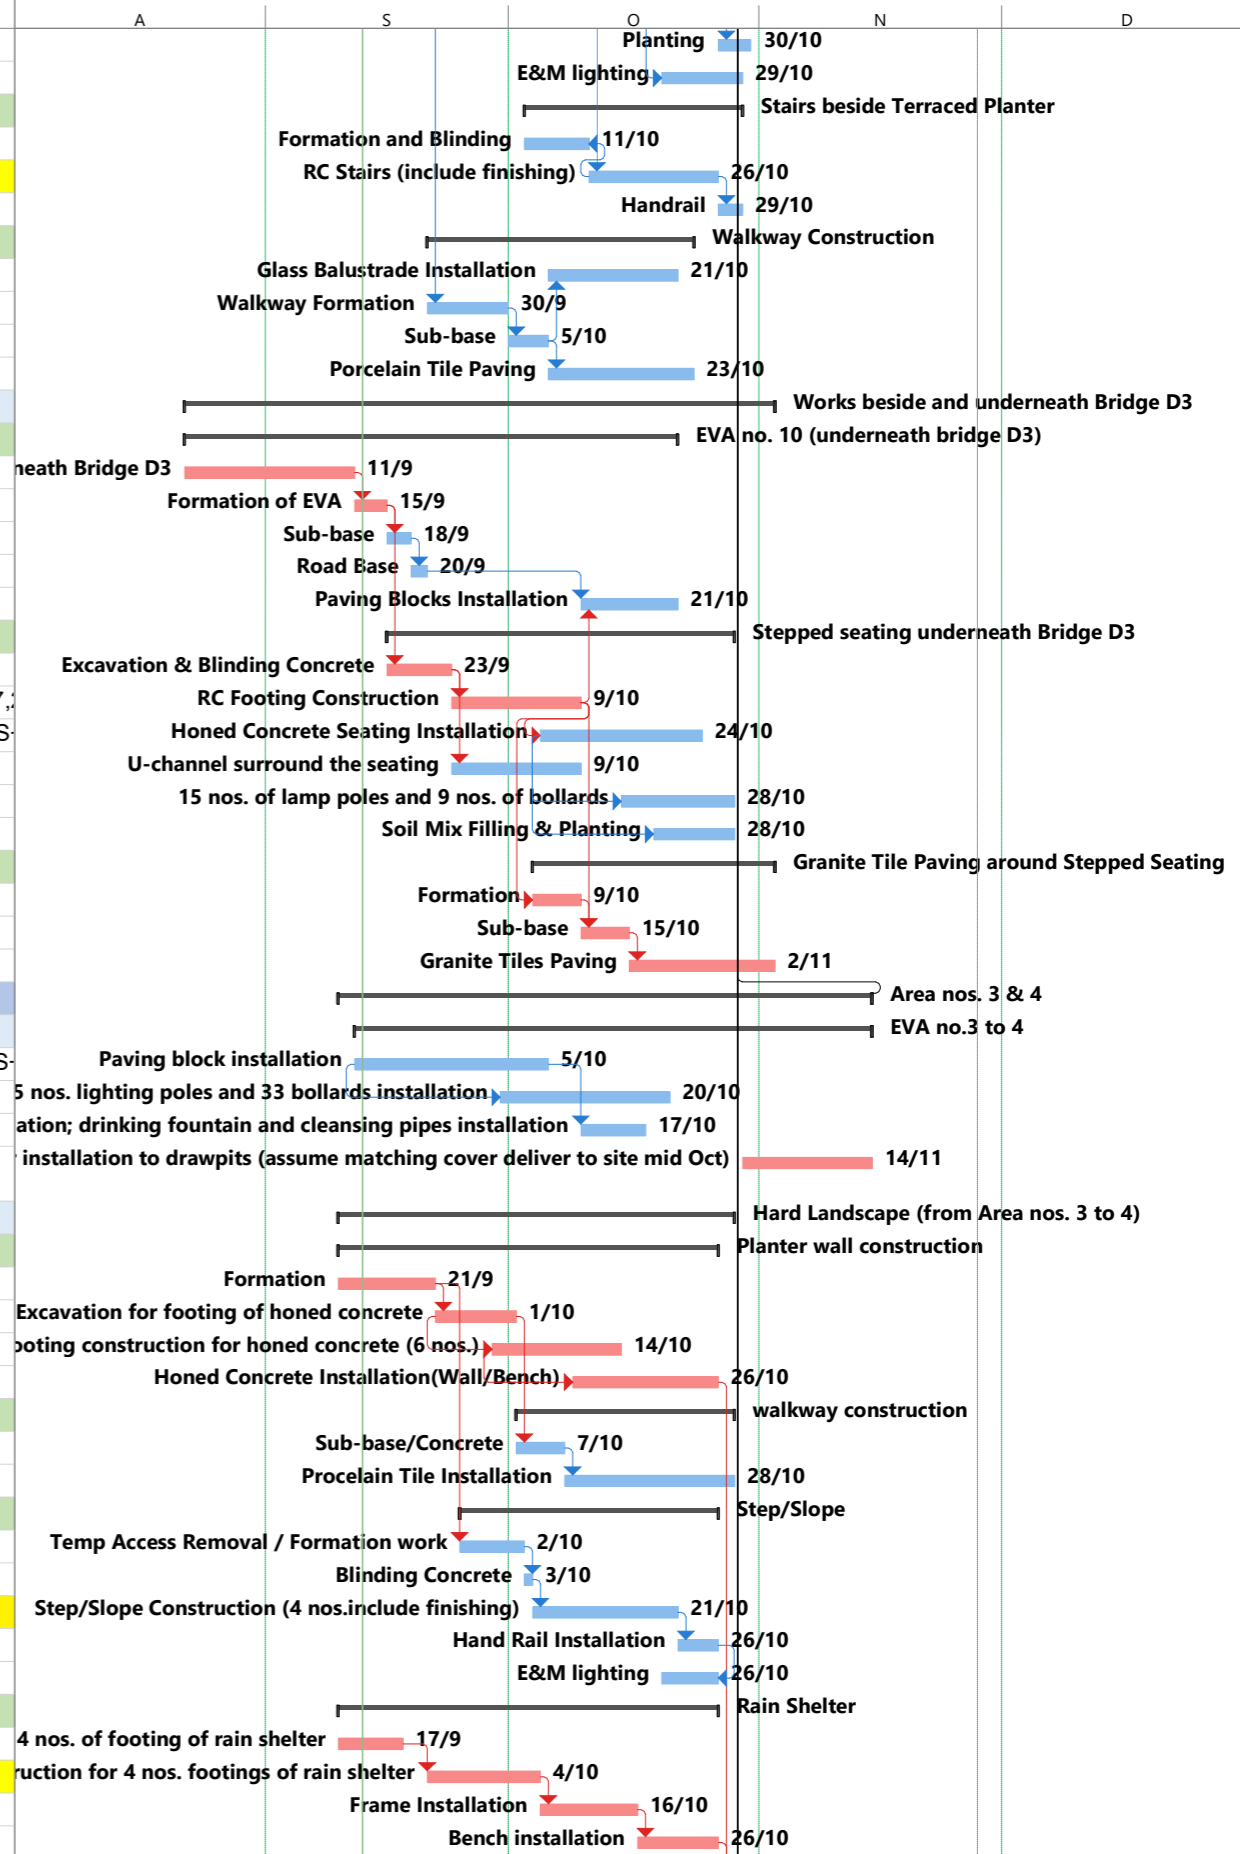 A S O N D
Planting 30/10
E&M lighting 29/10
Stairs beside Terraced Planter
Formation and Blinding 11/10
RC Stairs (include finishing) 26/10
Handrail 29/10
Walkway Construction
Glass Balustrade Installation 21/10
Walkway Formation 30/9
Sub-base 5/10
Porcelain Tile Paving 23/10
Works beside and underneath Bridge D3
EVA no. 10 (underneath bridge D3)
neath Bridge D3 11/9
Formation of EVA 15/9
Sub-base 18/9
Road Base 20/9
Paving Blocks Installation 21/10
Stepped seating underneath Bridge D3
Excavation & Blinding Concrete 23/9
RC Footing Construction 9/10
S- Honed Concrete Seating Installation 24/10
U-channel surround the seating 9/10
15 nos. of lamp poles and 9 nos. of bollards 28/10
Soil Mix Filling & Planting 28/10
Granite Tile Paving around Stepped Seating
Formation 9/10
Sub-base 15/10
Granite Tiles Paving 2/11
Area nos. 3 & 4
EVA no.3 to 4
S- Paving block installation 5/10
5 nos. lighting poles and 33 bollards installation 20/10
ation; drinking fountain and cleansing pipes installation 17/10
installation to drawpits (assume matching cover deliver to site mid Oct) 14/11
Hard Landscape (from Area nos. 3 to 4)
Planter wall construction
Formation 21/9
Excavation for footing of honed concrete 1/10
ooting construction for honed concrete (6 nos.) 14/10
Honed Concrete Installation(Wall/Bench) 26/10
walkway construction
Sub-base/Concrete 7/10
Procelain Tile Installation 28/10
Step/Slope
Temp Access Removal / Formation work 2/10
Blinding Concrete 3/10
Step/Slope Construction (4 nos.include finishing) 21/10
Hand Rail Installation 26/10
E&M lighting 26/10
Rain Shelter
4 nos. of footing of rain shelter 17/9
ruction for 4 nos. footings of rain shelter 4/10
Frame Installation 16/10
Bench installation 26/10